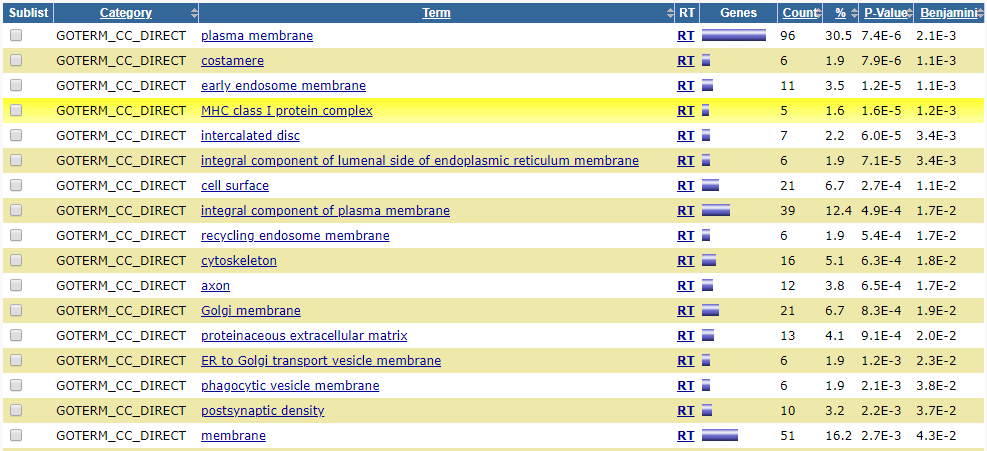 Sublist Category Term RT Genes Count % P-Value Benjamini
GOTERM_CC_DIRECT plasma membrane RT 96 30.5 7.4E-6 2.1E-3
GOTERM_CC_DIRECT costamere RT 6 1.9 7.9E-6 1.1E-3
GOTERM_CC_DIRECT early endosome membrane RT 11 3.5 1.2E-5 1.1E-3
GOTERM_CC_DIRECT MHC class I protein complex RT 5 1.6 1.6E-5 1.2E-3
GOTERM_CC_DIRECT intercalated disc RT 7 2.2 6.0E-5 3.4E-3
GOTERM_CC_DIRECT integral component of lumenal side of endoplasmic reticulum membrane RT 6 1.9 7.1E-5 3.4E-3
GOTERM_CC_DIRECT cell surface RT 21 6.7 2.7E-4 1.1E-2
GOTERM_CC_DIRECT integral component of plasma membrane RT 39 12.4 4.9E-4 1.7E-2
GOTERM_CC_DIRECT recycling endosome membrane RT 6 1.9 5.4E-4 1.7E-2
GOTERM_CC_DIRECT cytoskeleton RT 16 5.1 6.3E-4 1.8E-2
GOTERM_CC_DIRECT axon RT 12 3.8 6.5E-4 1.7E-2
GOTERM_CC_DIRECT Golgi membrane RT 21 6.7 8.3E-4 1.9E-2
GOTERM_CC_DIRECT proteinaceous extracellular matrix RT 13 4.1 9.1E-4 2.0E-2
GOTERM_CC_DIRECT ER to Golgi transport vesicle membrane RT 6 1.9 1.2E-3 2.3E-2
GOTERM_CC_DIRECT phagocytic vesicle membrane RT 6 1.9 2.1E-3 3.8E-2
GOTERM_CC_DIRECT postsynaptic density RT 10 3.2 2.2E-3 3.7E-2
GOTERM_CC_DIRECT membrane RT 51 16.2 2.7E-3 4.3E-2